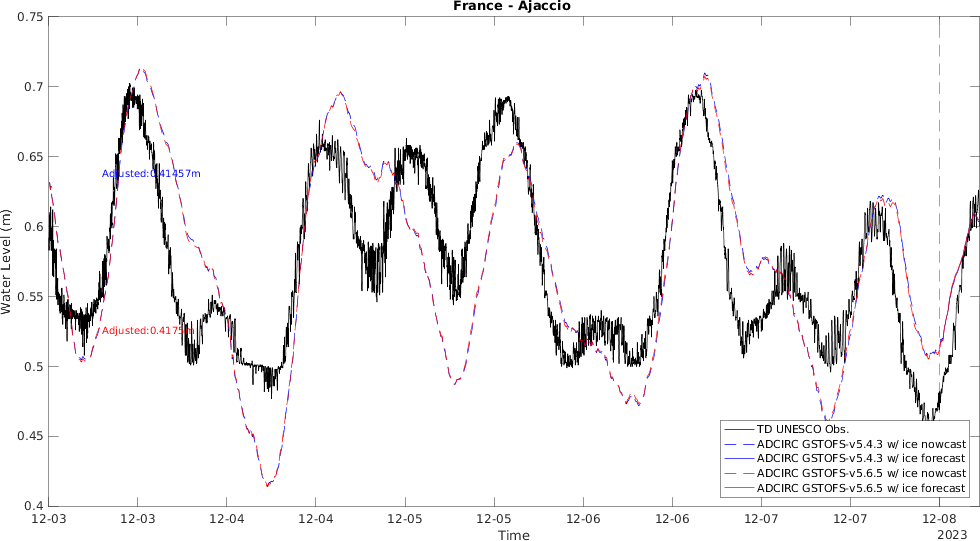 France - Ajaccio
0.75
0.7
0.65
0.6
0.55
0.5
0.45
0.4
Water Level (m)
Adjusted:0.41457m
Adjusted:0.4175m
TD UNESCO Obs.
ADCIRC GSTOFS-v5.4.3 w/ ice nowcast
ADCIRC GSTOFS-v5.4.3 w/ ice forecast
ADCIRC GSTOFS-v5.6.5 w/ ice nowcast
ADCIRC GSTOFS-v5.6.5 w/ ice forecast
12-03 12-03 12-04 12-04 12-05 12-05 12-06 12-06 12-07 12-07 12-08
2023
Time